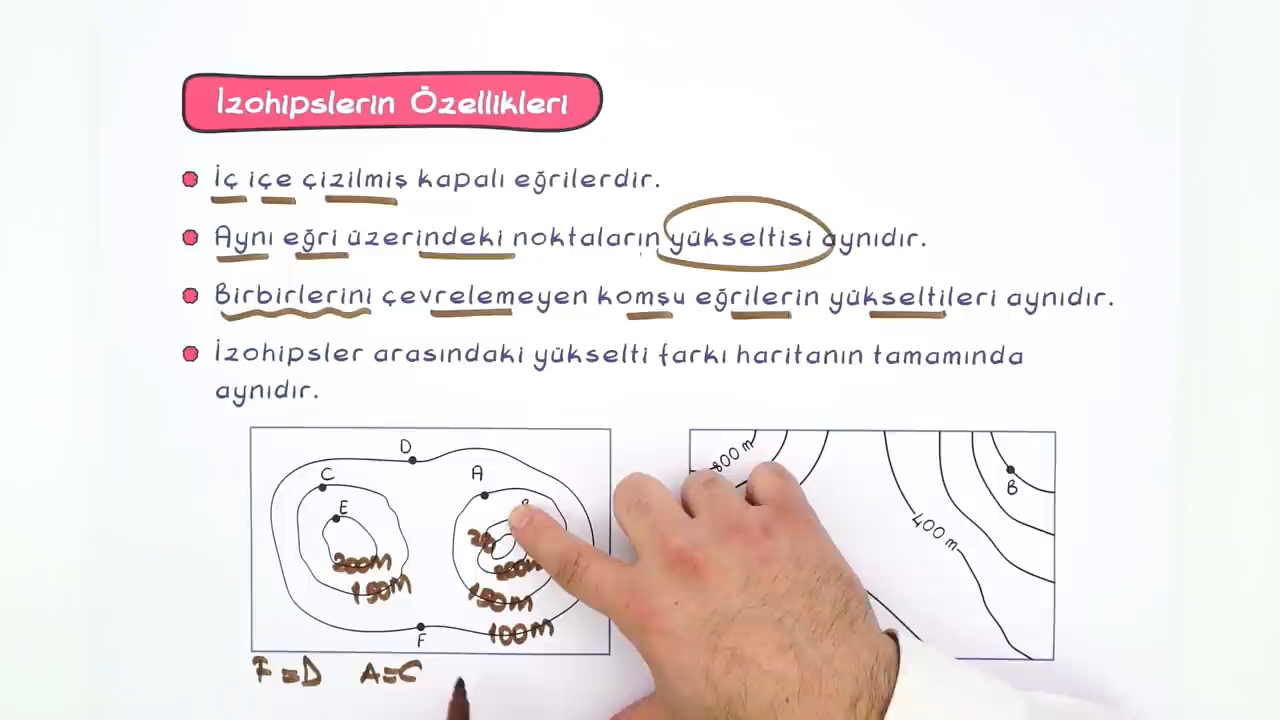 İzohipslerin Özellikleri
İç içe çizilmiş kapalı eğrilerdir.
Aynı eğri üzerindeki noktaların yükseltisi aynıdır.
Birbirlerini çevrelemeyen komşu eğrilerin yükseltileri aynıdır.
İzohipsler arasındaki yükselti farkı haritanın tamamında
aynıdır.
D
C
A
E
200m
150m
150m
100m
F
800 m
B
400 m
F=D A=C